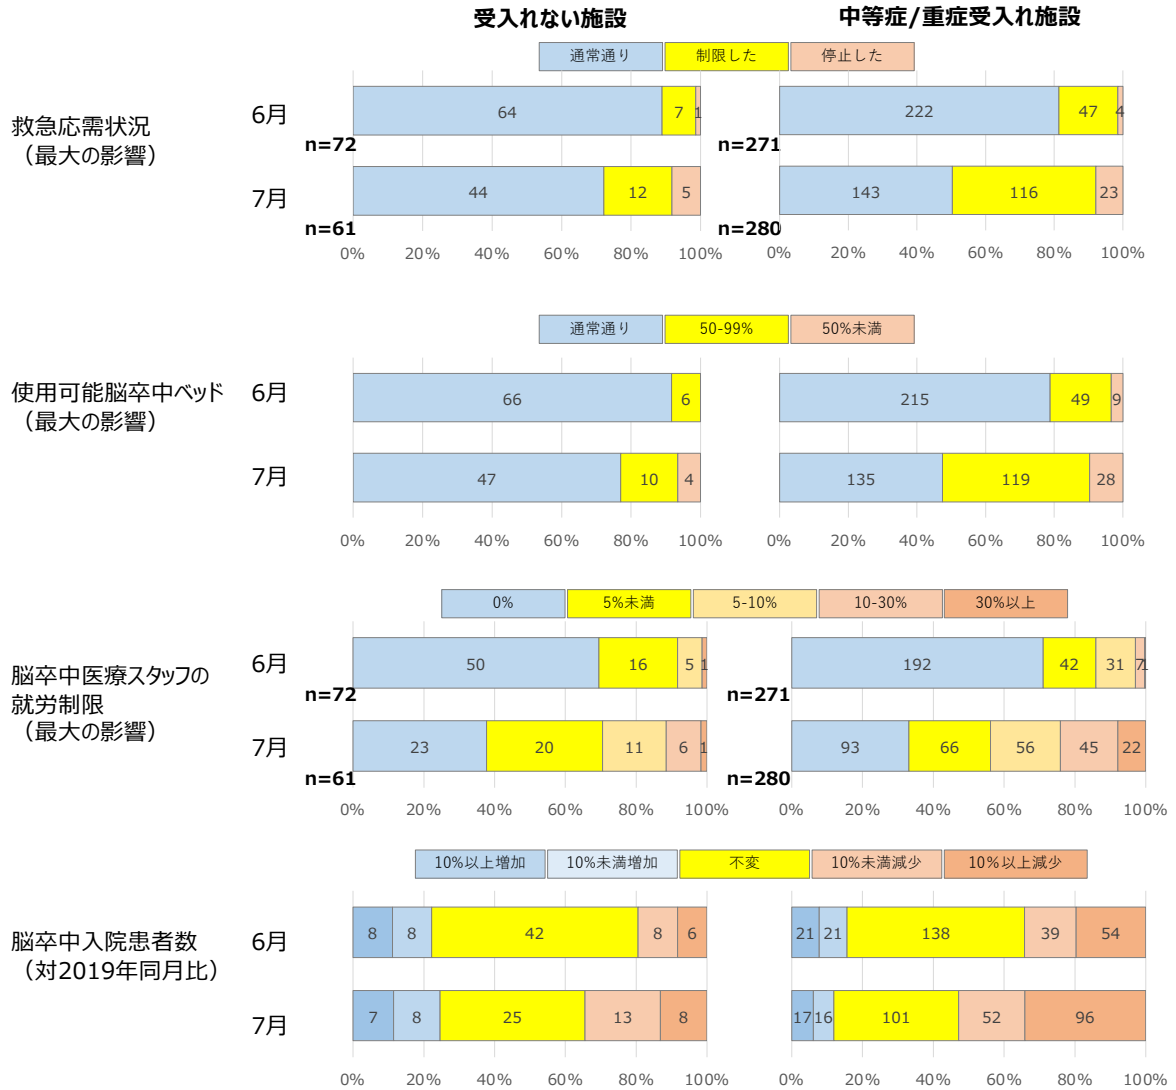 受入れない施設 中等症/重症受入れ施設
通常通り 制限した 停止した
救急応需状況
（最大の影響）
6月
64 7 1
n=72
222 47 4
n=271
7月
44 12 5
n=61
143 116 23
n=280
0% 20% 40% 60% 80% 100% 0% 20% 40% 60% 80% 100%
通常通り 50-99% 50%未満
使用可能脳卒中ベッド
（最大の影響）
6月
66 6
215 49 9
7月
47 10 4
135 119 28
0% 20% 40% 60% 80% 100% 0% 20% 40% 60% 80% 100%
0% 5%未満 5-10% 10-30% 30%以上
脳卒中医療スタッフの
就労制限
（最大の影響）
6月
50 16 5 1
n=72
192 42 31 7 1
n=271
7月
23 20 11 6 1
n=61
93 66 56 45 22
n=280
0% 20% 40% 60% 80% 100% 0% 20% 40% 60% 80% 100%
10%以上増加 10%未満増加 不変 10%未満減少 10%以上減少
脳卒中入院患者数
（対2019年同月比）
6月
8 8 42 8 6
21 21 138 39 54
7月
7 8 25 13 8
17 16 101 52 96
0% 20% 40% 60% 80% 100% 0% 20% 40% 60% 80% 100%